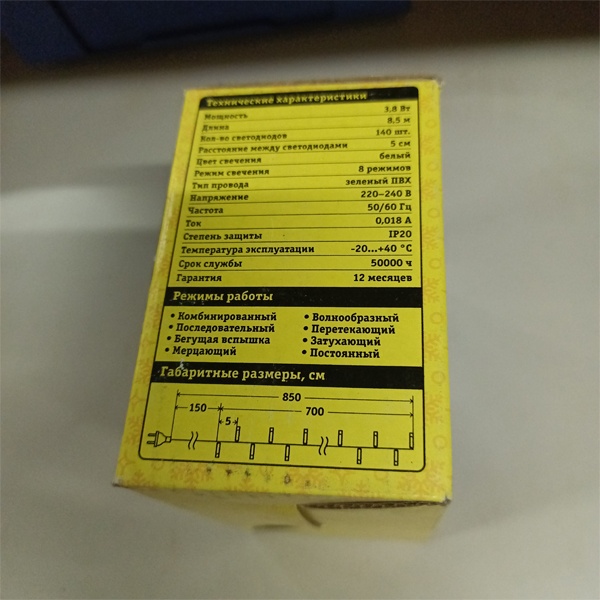 Технические характеристики
Мощность 3,8 Вт
Длина 8,5 м
Кол-во светодиодов 140 шт.
Расстояние между светодиодами 5 см
Цвет свечения белый
Режим свечения 8 режимов
Тип провода зеленый ПВХ
Напряжение 220–240 В
Частота 50/60 Гц
Ток 0,018 А
Степень защиты IP20
Температура эксплуатации -20...+40 °C
Срок службы 50000 ч
Гарантия 12 месяцев
Режимы работы
• Комбинированный • Волнообразный
• Последовательный • Перетекающий
• Бегущая вспышка • Затухающий
• Мерцающий • Постоянный
Габаритные размеры, см
850
150 700
5